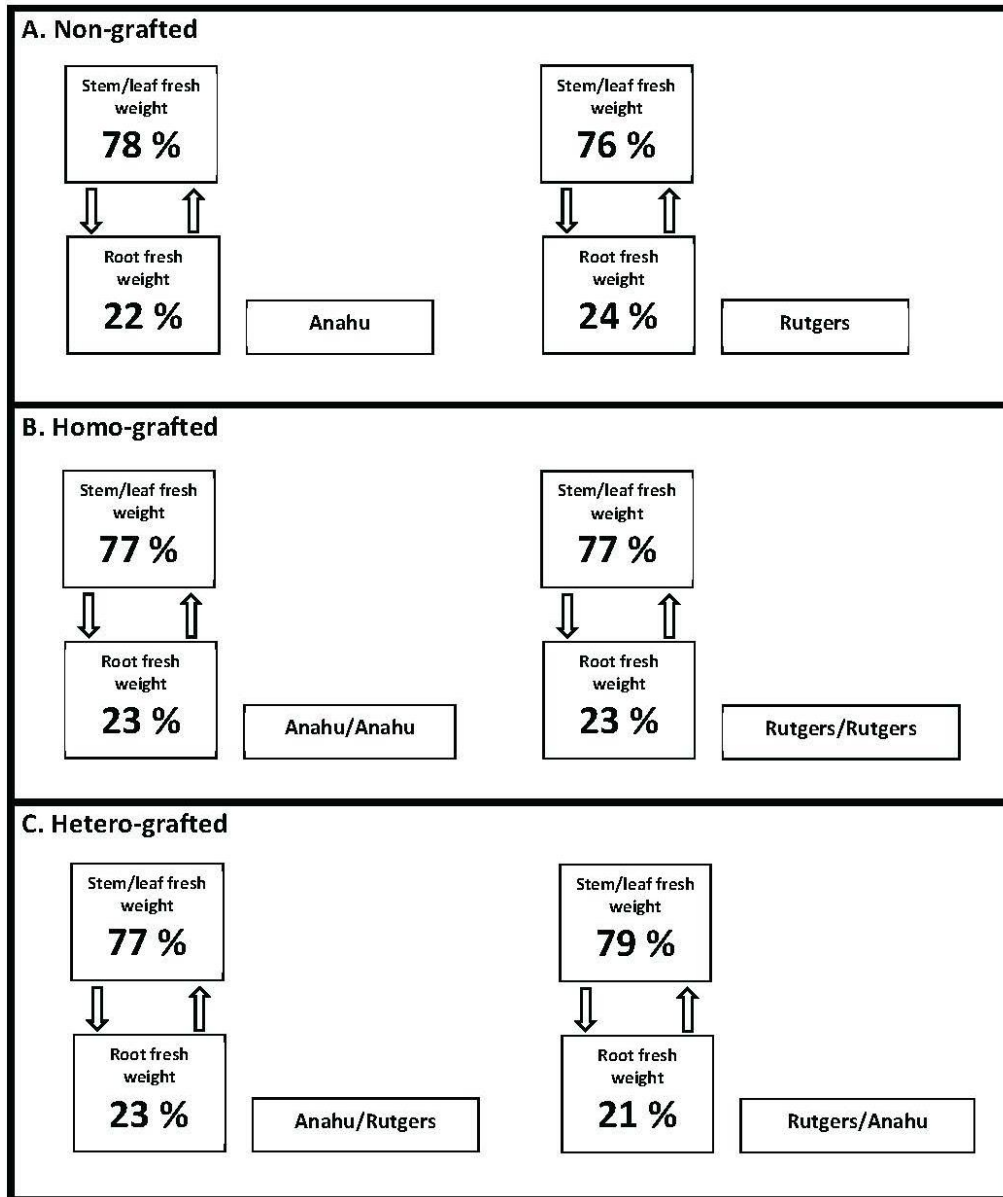 A. Non-grafted
Stem/leaf fresh
weight
78 %
Root fresh
weight
22 %
Anahu
Stem/leaf fresh
weight
76 %
Root fresh
weight
24 %
Rutgers
B. Homo-grafted
Stem/leaf fresh
weight
77 %
Root fresh
weight
23 %
Anahu/Anahu
Stem/leaf fresh
weight
77 %
Root fresh
weight
23 %
Rutgers/Rutgers
C. Hetero-grafted
Stem/leaf fresh
weight
77 %
Root fresh
weight
23 %
Anahu/Rutgers
Stem/leaf fresh
weight
79 %
Root fresh
weight
21 %
Rutgers/Anahu